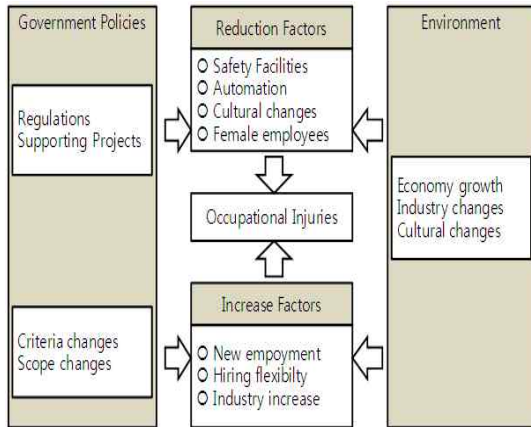 Government Policies
Regulations
Supporting Projects
Criteria changes
Scope changes
Reduction Factors
Safety Facilities
Automation
Cultural changes
Female employees
Occupational Injuries
Increase Factors
New empoyment
Hiring flexibilty
Industry increase
Environment
Economy growth
Industry changes
Cultural changes